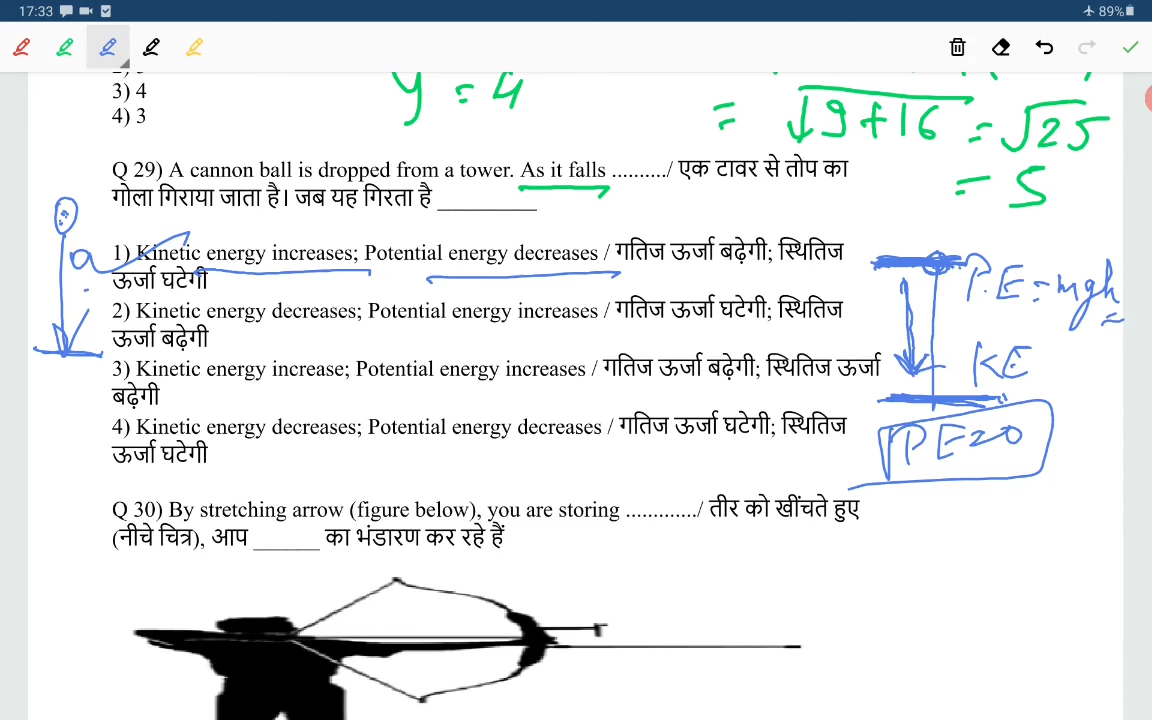 17:33
89%
3) 4
y = 4
4) 3
= √9+16 = √25
= 5
Q 29) A cannon ball is dropped from a tower. As it falls ........../ एक टावर से तोप का
गोला गिराया जाता है। जब यह गिरता है _________
1) Kinetic energy increases; Potential energy decreases / गतिज ऊर्जा बढ़ेगी; स्थितिज
ऊर्जा घटेगी
P.E = mgh
2) Kinetic energy decreases; Potential energy increases / गतिज ऊर्जा घटेगी; स्थितिज
ऊर्जा बढ़ेगी
KE
3) Kinetic energy increase; Potential energy increases / गतिज ऊर्जा बढ़ेगी; स्थितिज ऊर्जा
बढ़ेगी
4) Kinetic energy decreases; Potential energy decreases / गतिज ऊर्जा घटेगी; स्थितिज
ऊर्जा घटेगी
PE=0
Q 30) By stretching arrow (figure below), you are storing ............./ तीर को खींचते हुए
(नीचे चित्र), आप ______ का भंडारण कर रहे हैं